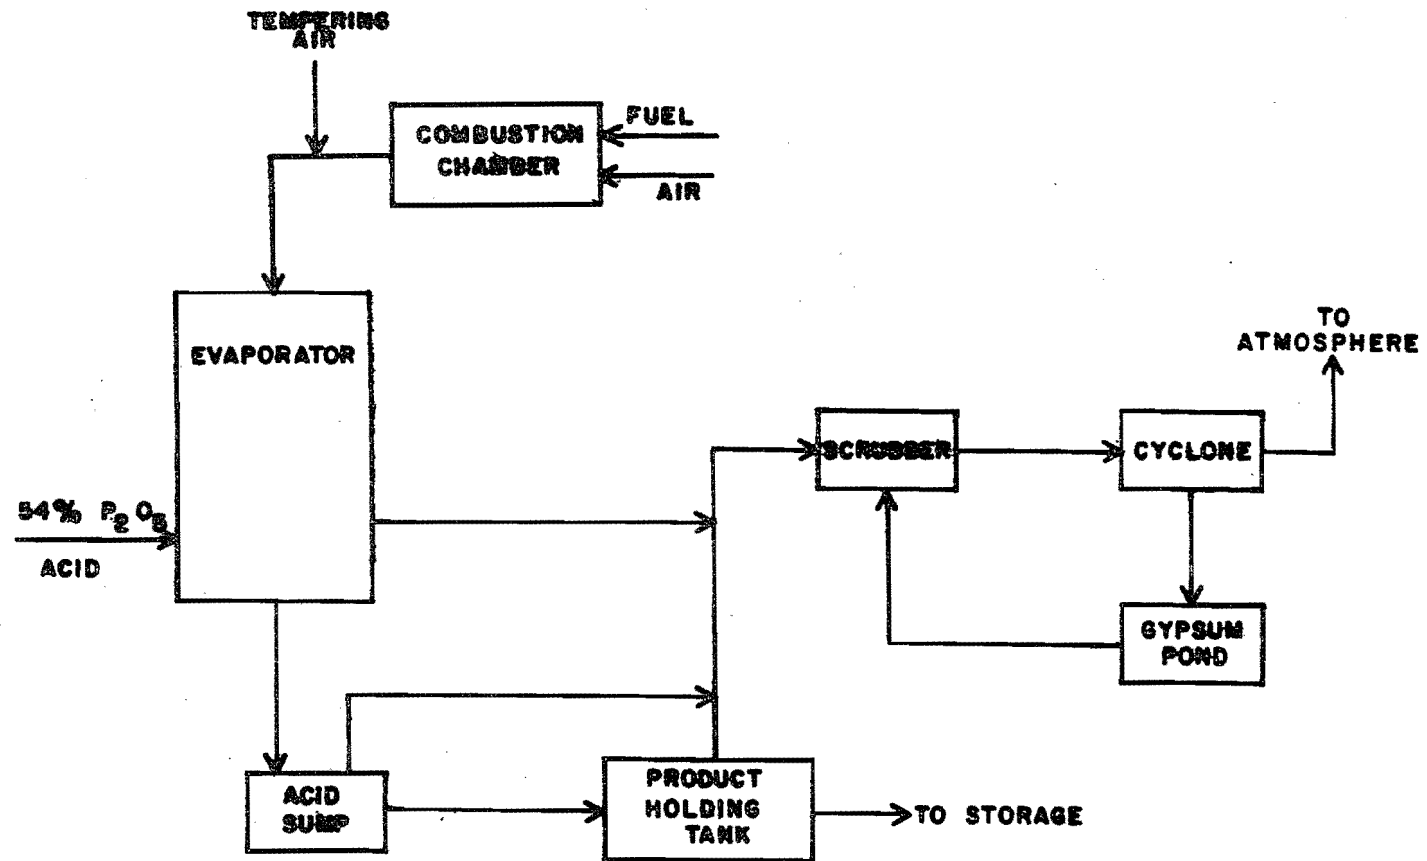 TEMPERING
AIR
COMBUSTION
CHAMBER
FUEL
AIR
EVAPORATOR
TO
ATMOSPHERE
SCRUBBER
CYCLONE
54% P2O5
ACID
GYPSUM
POND
ACID
SUMP
PRODUCT
HOLDING
TANK
TO STORAGE